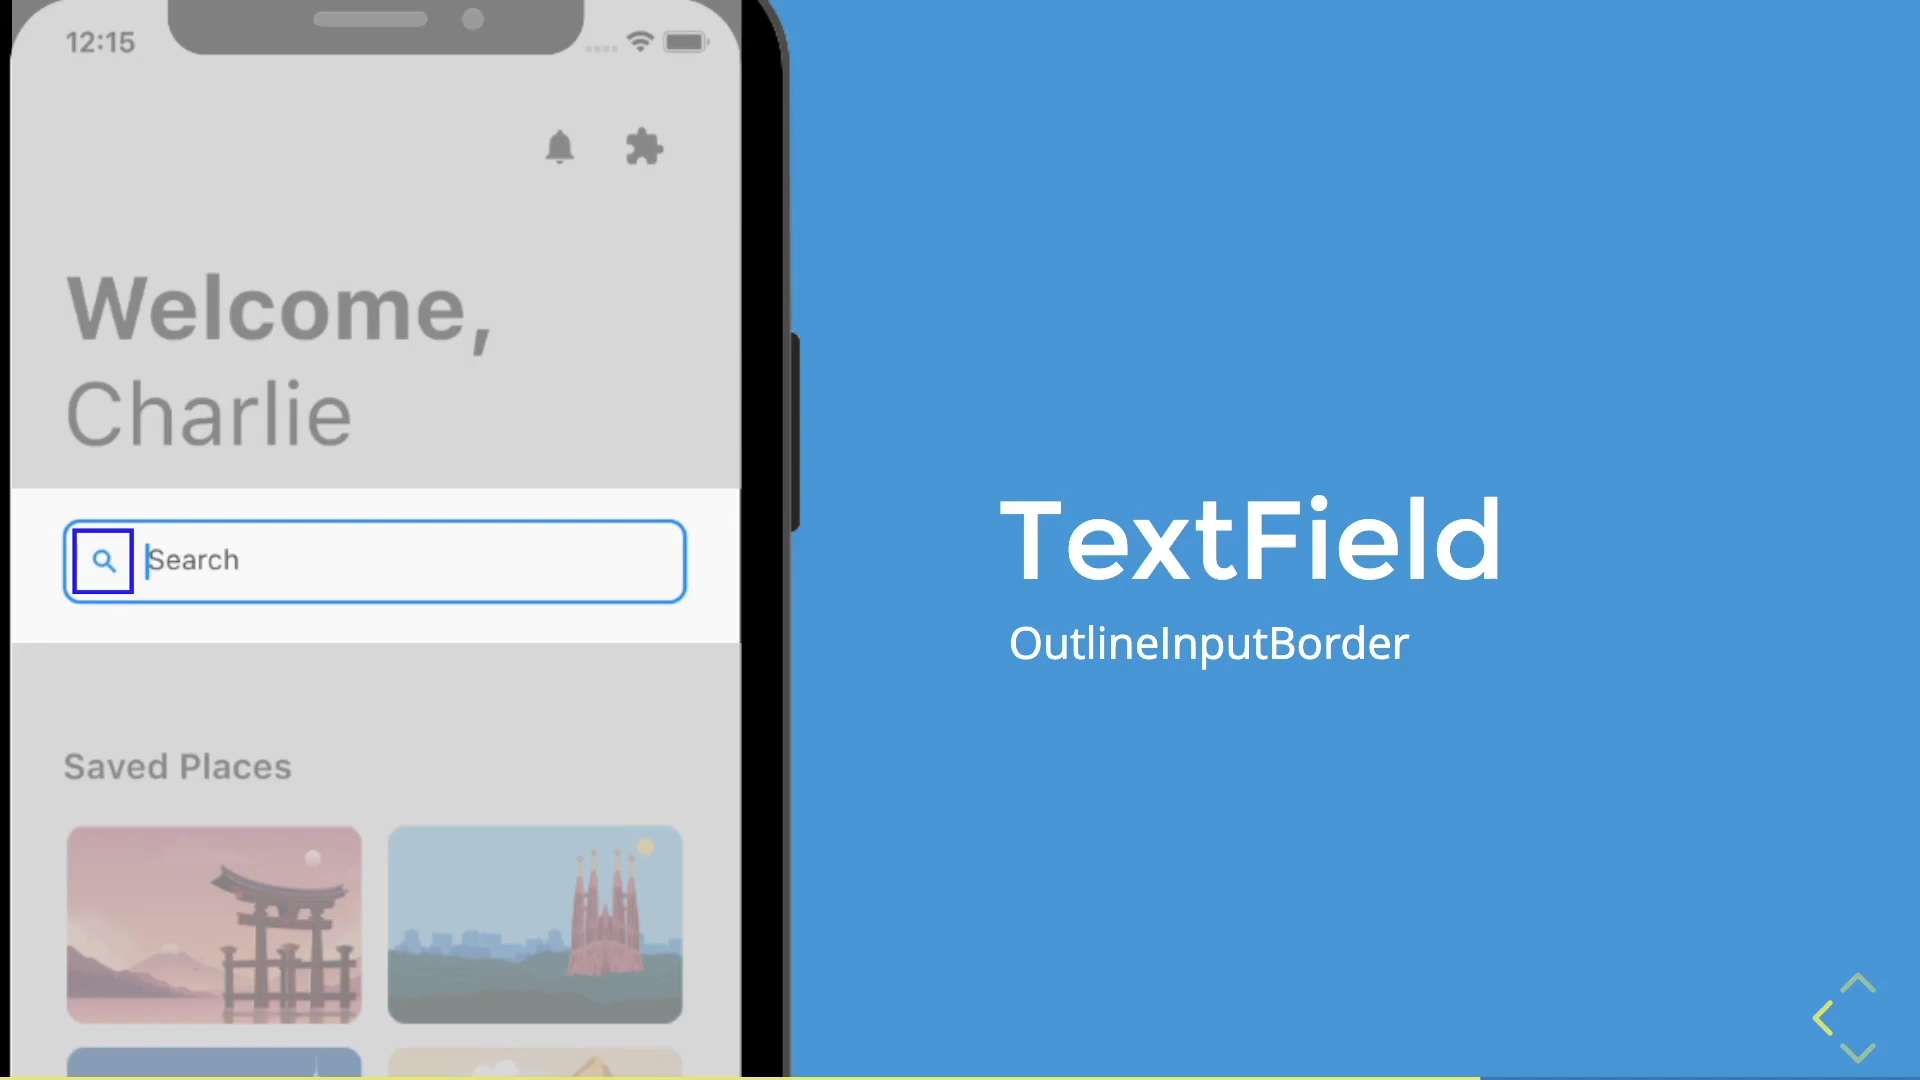 12:15
Welcome,
Charlie
Search
Saved Places
TextField
OutlineInputBorder